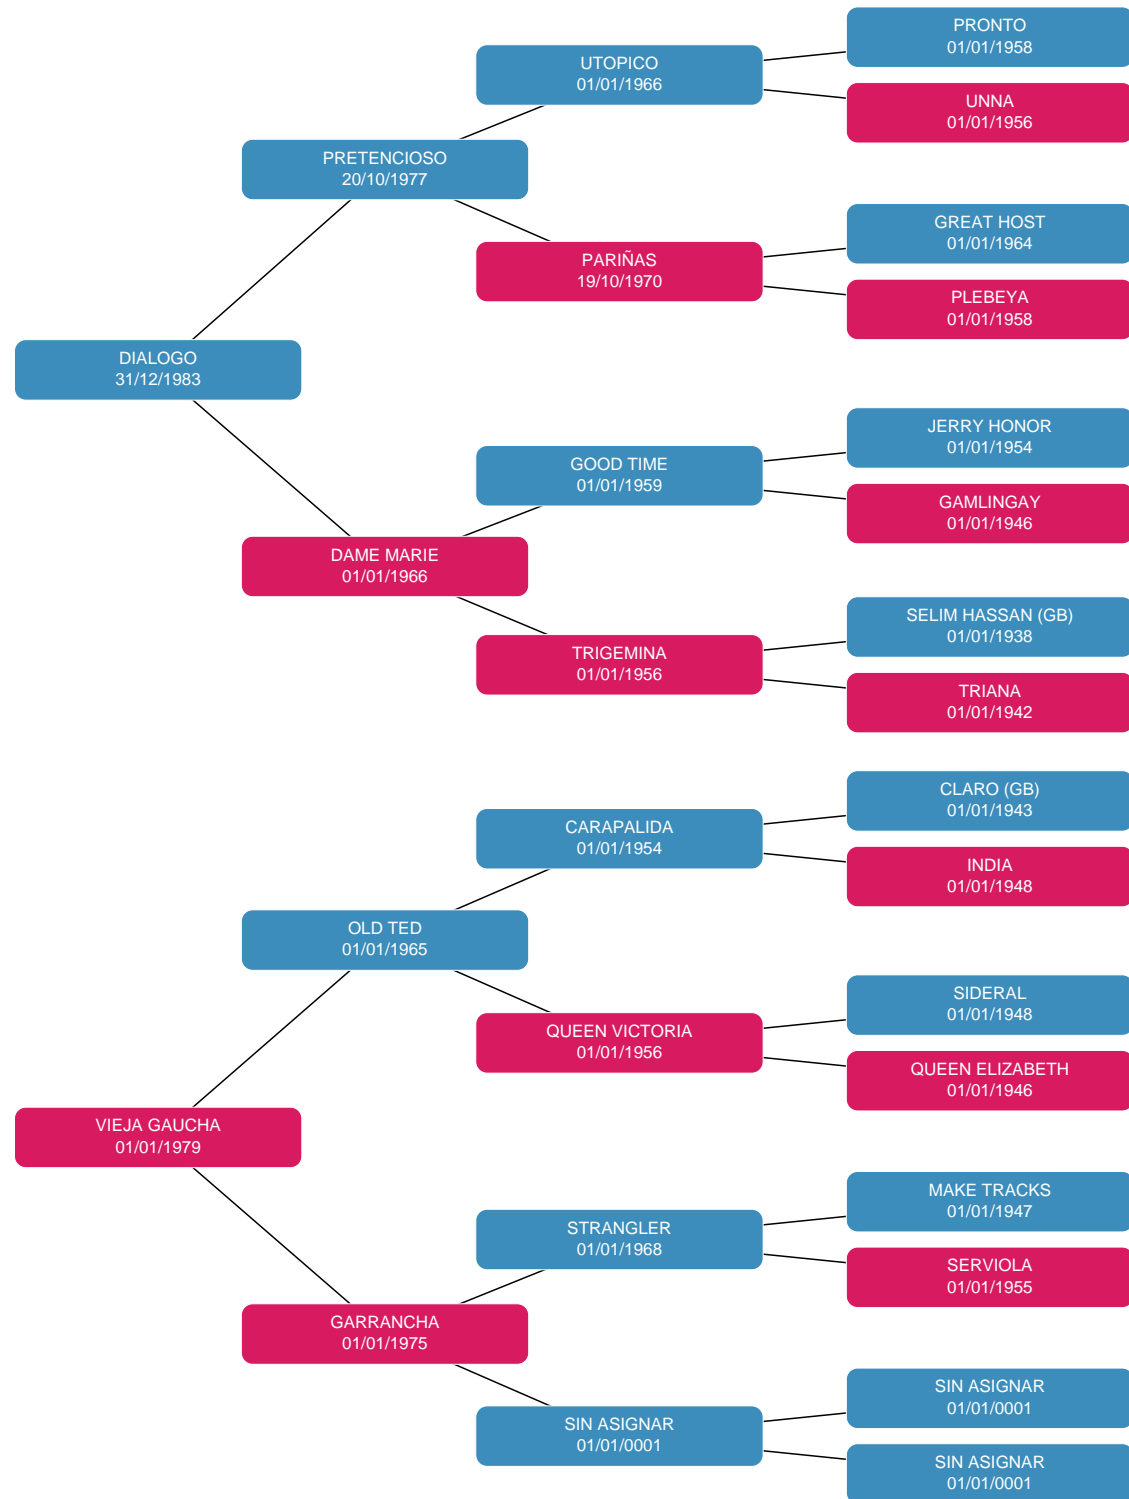 PRONTO
01/01/1958
UTOPICO
01/01/1966
UNNA
01/01/1956
PRETENCIOSO
20/10/1977
GREAT HOST
01/01/1964
PARIÑAS
19/10/1970
PLEBEYA
01/01/1958
DIALOGO
31/12/1983
JERRY HONOR
01/01/1954
GOOD TIME
01/01/1959
GAMLINGAY
01/01/1946
DAME MARIE
01/01/1966
SELIM HASSAN (GB)
01/01/1938
TRIGEMINA
01/01/1956
TRIANA
01/01/1942
CLARO (GB)
01/01/1943
CARAPALIDA
01/01/1954
INDIA
01/01/1948
OLD TED
01/01/1965
SIDERAL
01/01/1948
QUEEN VICTORIA
01/01/1956
QUEEN ELIZABETH
01/01/1946
VIEJA GAUCHA
01/01/1979
MAKE TRACKS
01/01/1947
STRANGLER
01/01/1968
SERVIOLA
01/01/1955
GARRANCHA
01/01/1975
SIN ASIGNAR
01/01/0001
SIN ASIGNAR
01/01/0001
SIN ASIGNAR
01/01/0001